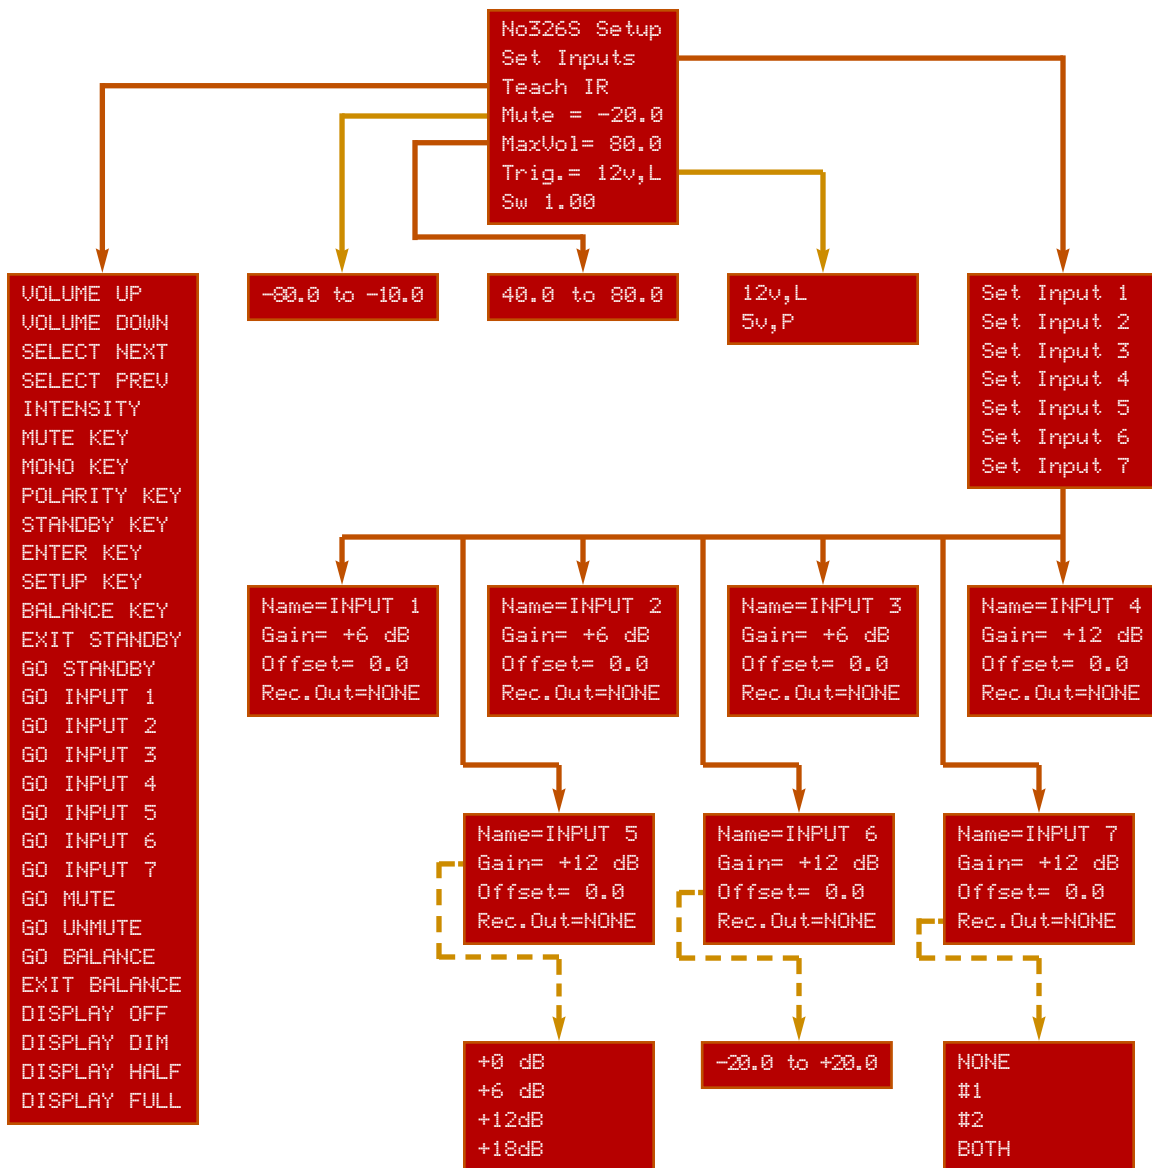 No326S Setup
Set Inputs
Teach IR
Mute = -20.0
MaxVol= 80.0
Trig.= 12v,L
Sw 1.00
VOLUME UP
VOLUME DOWN
SELECT NEXT
SELECT PREV
INTENSITY
MUTE KEY
MONO KEY
POLARITY KEY
STANDBY KEY
ENTER KEY
SETUP KEY
BALANCE KEY
EXIT STANDBY
GO STANDBY
GO INPUT 1
GO INPUT 2
GO INPUT 3
GO INPUT 4
GO INPUT 5
GO INPUT 6
GO INPUT 7
GO MUTE
GO UNMUTE
GO BALANCE
EXIT BALANCE
DISPLAY OFF
DISPLAY DIM
DISPLAY HALF
DISPLAY FULL
-80.0 to -10.0
40.0 to 80.0
12v,L
5v,P
Set Input 1
Set Input 2
Set Input 3
Set Input 4
Set Input 5
Set Input 6
Set Input 7
Name=INPUT 1
Gain= +6 dB
Offset= 0.0
Rec.Out=NONE
Name=INPUT 2
Gain= +6 dB
Offset= 0.0
Rec.Out=NONE
Name=INPUT 3
Gain= +6 dB
Offset= 0.0
Rec.Out=NONE
Name=INPUT 4
Gain= +12 dB
Offset= 0.0
Rec.Out=NONE
Name=INPUT 5
Gain= +12 dB
Offset= 0.0
Rec.Out=NONE
Name=INPUT 6
Gain= +12 dB
Offset= 0.0
Rec.Out=NONE
Name=INPUT 7
Gain= +12 dB
Offset= 0.0
Rec.Out=NONE
+0 dB
+6 dB
+12dB
+18dB
-20.0 to +20.0
NONE
#1
#2
BOTH